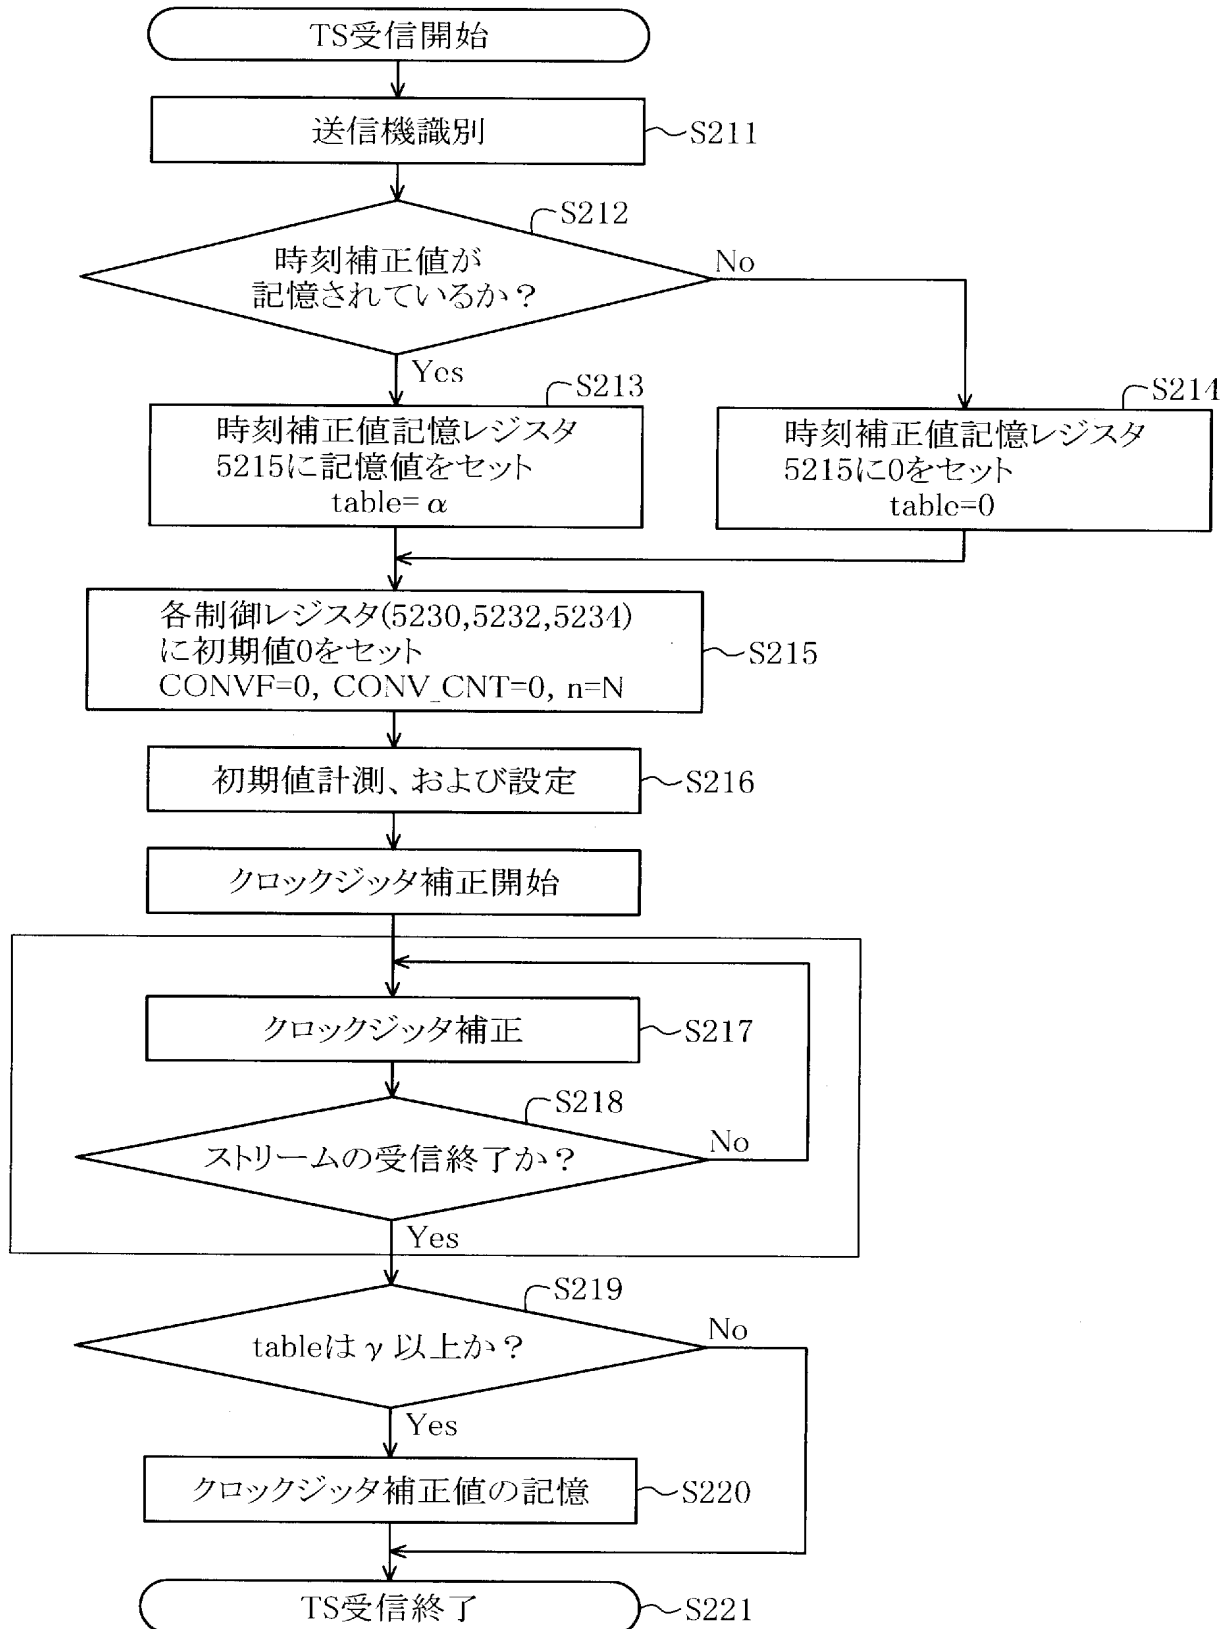 TS受信開始
送信機識別
S211
S212
時刻補正値が
記憶されているか？
No
Yes
S213
時刻補正値記憶レジスタ
5215に記憶値をセット
table=α
S214
時刻補正値記憶レジスタ
5215に0をセット
table=0
各制御レジスタ(5230,5232,5234)
に初期値0をセット
CONVF=0, CONV_CNT=0, n=N
S215
初期値計測、および設定
S216
クロックジッタ補正開始
クロックジッタ補正
S217
S218
ストリームの受信終了か？
No
Yes
S219
tableはγ以上か？
No
Yes
クロックジッタ補正値の記憶
S220
TS受信終了
S221